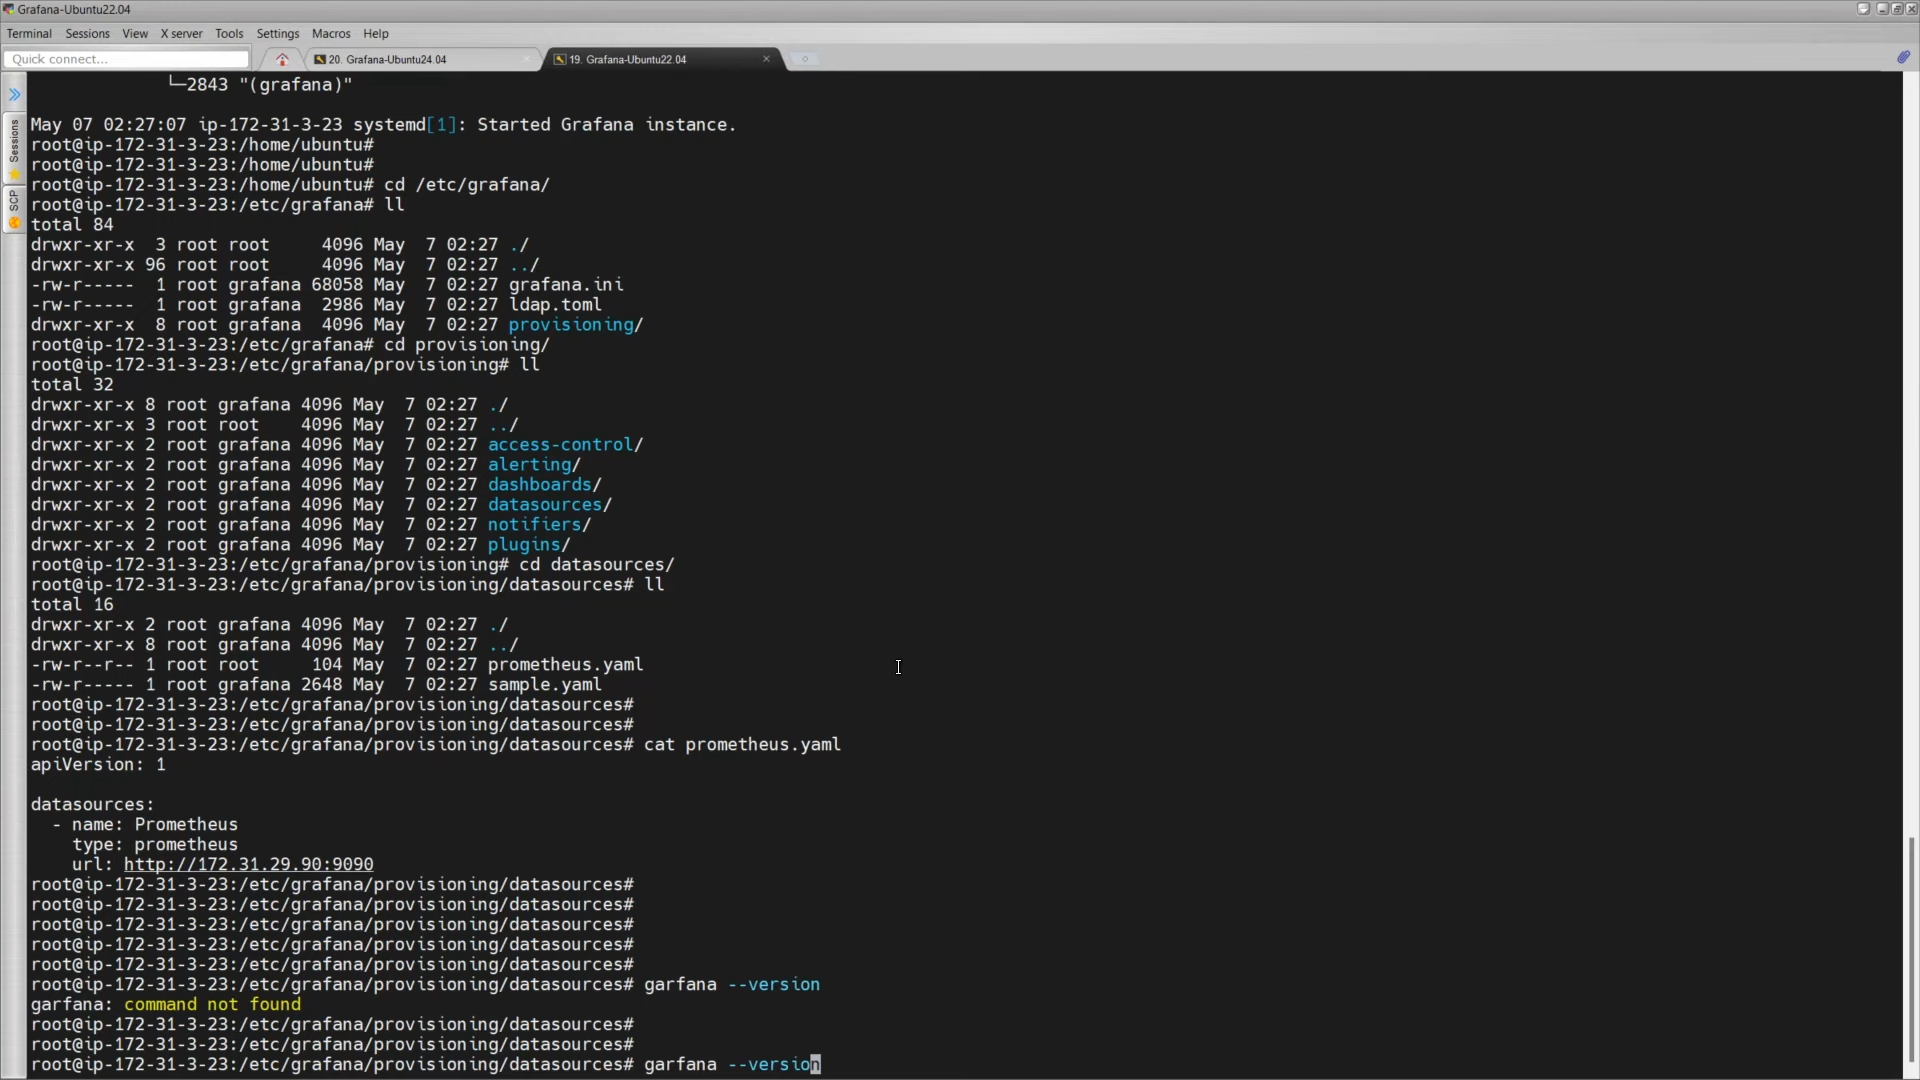 Grafana-Ubuntu22.04
Terminal Sessions View X server Tools Settings Macros Help
Quick connect...
20. Grafana-Ubuntu24.04
19. Grafana-Ubuntu22.04
Sessions
SCP
└─2843 "(grafana)"
May 07 02:27:07 ip-172-31-3-23 systemd[1]: Started Grafana instance.
root@ip-172-31-3-23:/home/ubuntu#
root@ip-172-31-3-23:/home/ubuntu#
root@ip-172-31-3-23:/home/ubuntu# cd /etc/grafana/
root@ip-172-31-3-23:/etc/grafana# ll
total 84
drwxr-xr-x  3 root root     4096 May  7 02:27 ./
drwxr-xr-x 96 root root     4096 May  7 02:27 ../
-rw-r-----  1 root grafana 68058 May  7 02:27 grafana.ini
-rw-r-----  1 root grafana  2986 May  7 02:27 ldap.toml
drwxr-xr-x  8 root grafana  4096 May  7 02:27 provisioning/
root@ip-172-31-3-23:/etc/grafana# cd provisioning/
root@ip-172-31-3-23:/etc/grafana/provisioning# ll
total 32
drwxr-xr-x 8 root grafana 4096 May  7 02:27 ./
drwxr-xr-x 3 root root    4096 May  7 02:27 ../
drwxr-xr-x 2 root grafana 4096 May  7 02:27 access-control/
drwxr-xr-x 2 root grafana 4096 May  7 02:27 alerting/
drwxr-xr-x 2 root grafana 4096 May  7 02:27 dashboards/
drwxr-xr-x 2 root grafana 4096 May  7 02:27 datasources/
drwxr-xr-x 2 root grafana 4096 May  7 02:27 notifiers/
drwxr-xr-x 2 root grafana 4096 May  7 02:27 plugins/
root@ip-172-31-3-23:/etc/grafana/provisioning# cd datasources/
root@ip-172-31-3-23:/etc/grafana/provisioning/datasources# ll
total 16
drwxr-xr-x 2 root grafana 4096 May  7 02:27 ./
drwxr-xr-x 8 root grafana 4096 May  7 02:27 ../
-rw-r--r-- 1 root root     104 May  7 02:27 prometheus.yaml
-rw-r----- 1 root grafana 2648 May  7 02:27 sample.yaml
root@ip-172-31-3-23:/etc/grafana/provisioning/datasources#
root@ip-172-31-3-23:/etc/grafana/provisioning/datasources#
root@ip-172-31-3-23:/etc/grafana/provisioning/datasources# cat prometheus.yaml
apiVersion: 1
datasources:
  - name: Prometheus
    type: prometheus
    url: http://172.31.29.90:9090
root@ip-172-31-3-23:/etc/grafana/provisioning/datasources#
root@ip-172-31-3-23:/etc/grafana/provisioning/datasources#
root@ip-172-31-3-23:/etc/grafana/provisioning/datasources#
root@ip-172-31-3-23:/etc/grafana/provisioning/datasources#
root@ip-172-31-3-23:/etc/grafana/provisioning/datasources#
root@ip-172-31-3-23:/etc/grafana/provisioning/datasources# garfana --version
garfana: command not found
root@ip-172-31-3-23:/etc/grafana/provisioning/datasources#
root@ip-172-31-3-23:/etc/grafana/provisioning/datasources#
root@ip-172-31-3-23:/etc/grafana/provisioning/datasources# garfana --version